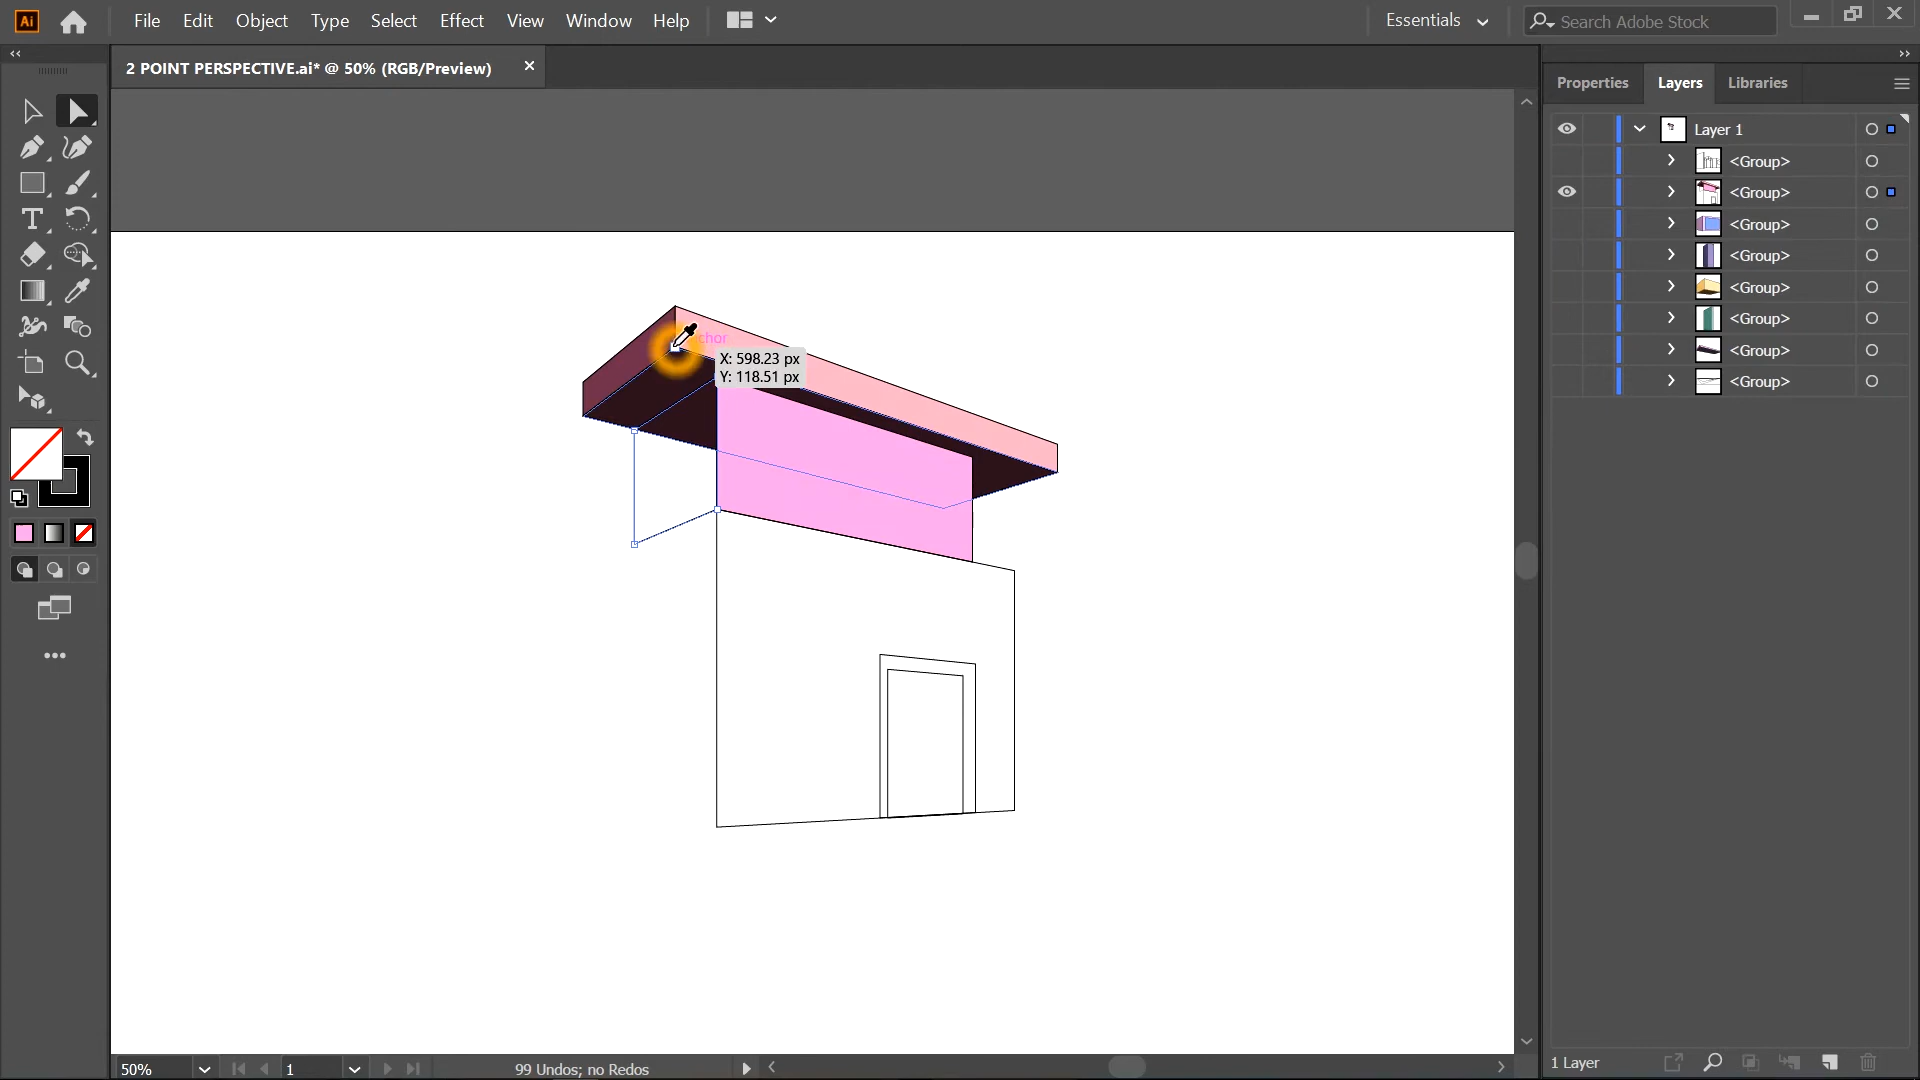 Ai File Edit Object Type Select Effect View Window Help Essentials Search Adobe Stock
2 POINT PERSPECTIVE.ai* @ 50% (RGB/Preview)
Properties Layers Libraries
Layer 1
<Group>
<Group>
<Group>
<Group>
<Group>
<Group>
<Group>
<Group>
chor
X: 598.23 px
Y: 118.51 px
50% 1 99 Undos; no Redos
1 Layer